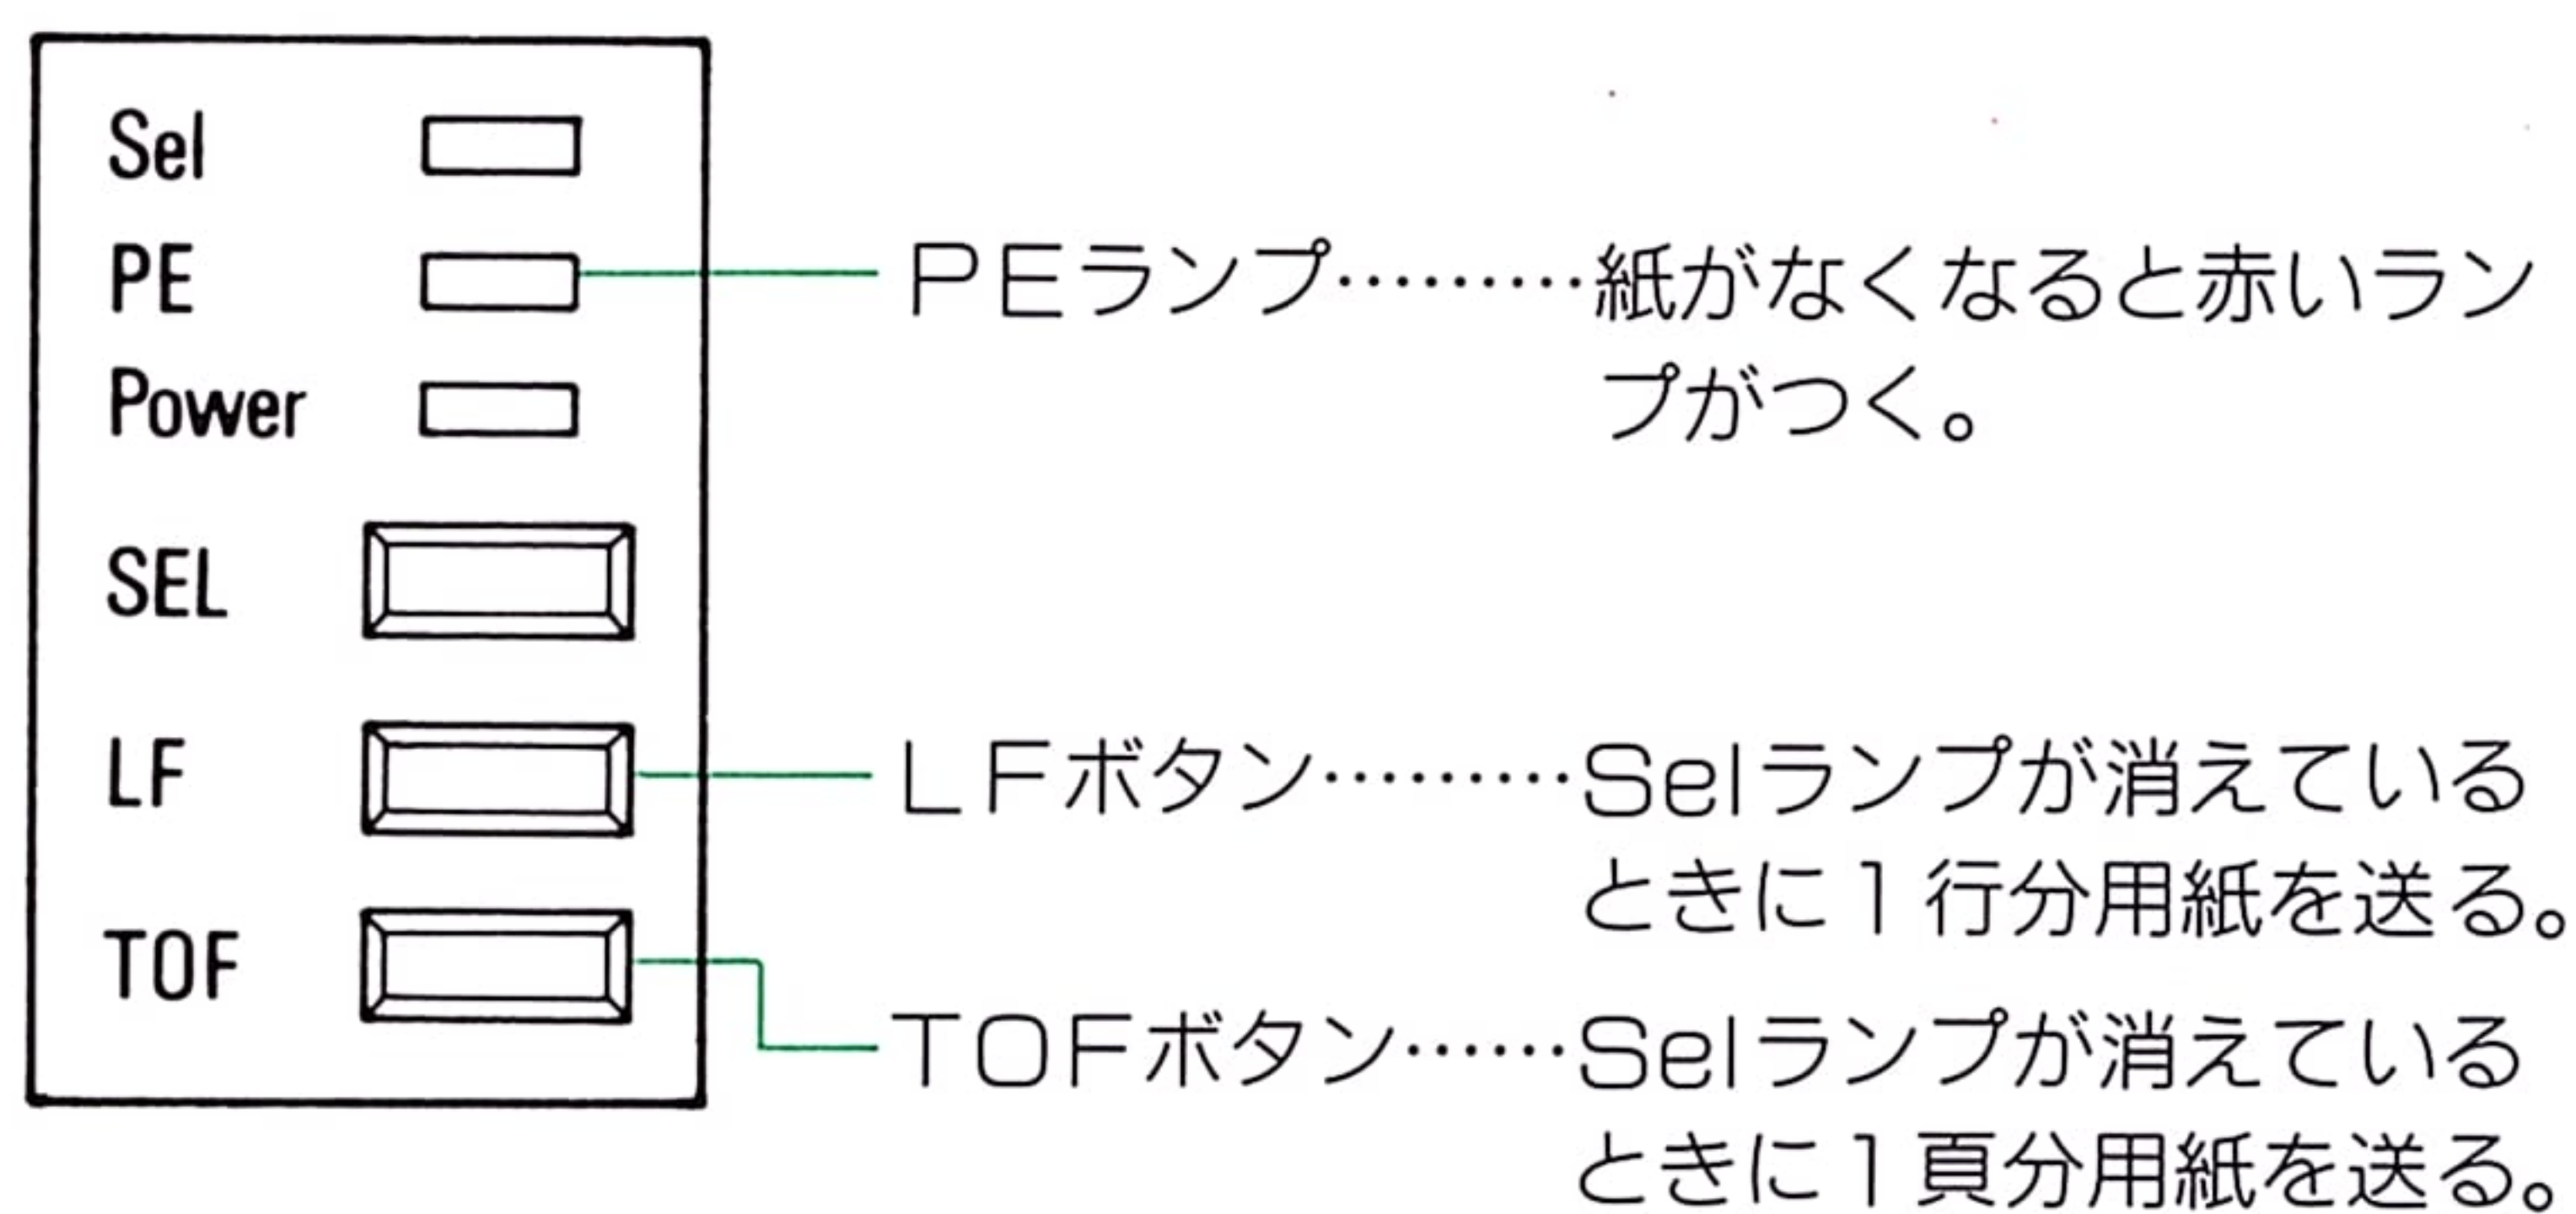 Sel
PE
PEランプ………紙がなくなると赤いラン
プがつく。
Power
SEL
LF
LFボタン………Selランプが消えている
ときに1行分用紙を送る。
TOF
TOFボタン……Selランプが消えている
ときに1頁分用紙を送る。